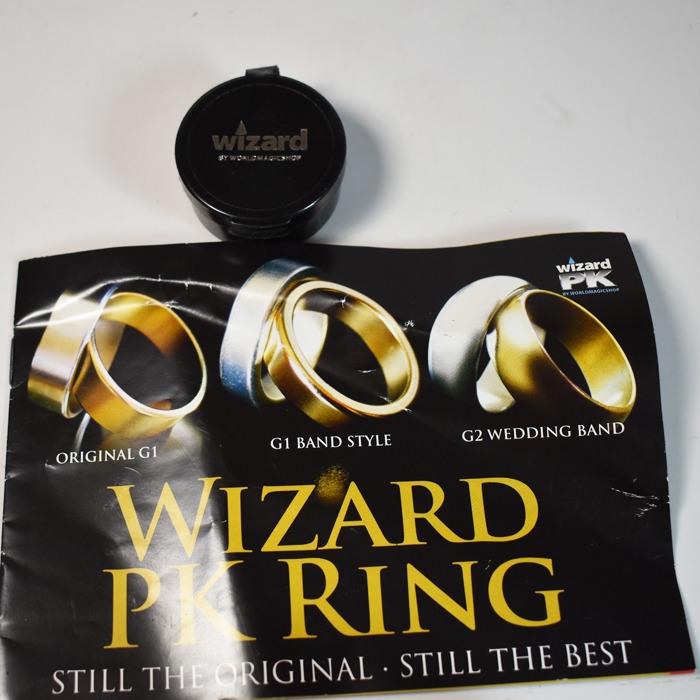 wizard
BY WORLDMAGICSHOP
wizard
PK
BY WORLDMAGICSHOP
ORIGINAL G1
G1 BAND STYLE
G2 WEDDING BAND
WIZARD
PK RING
STILL THE ORIGINAL · STILL THE BEST